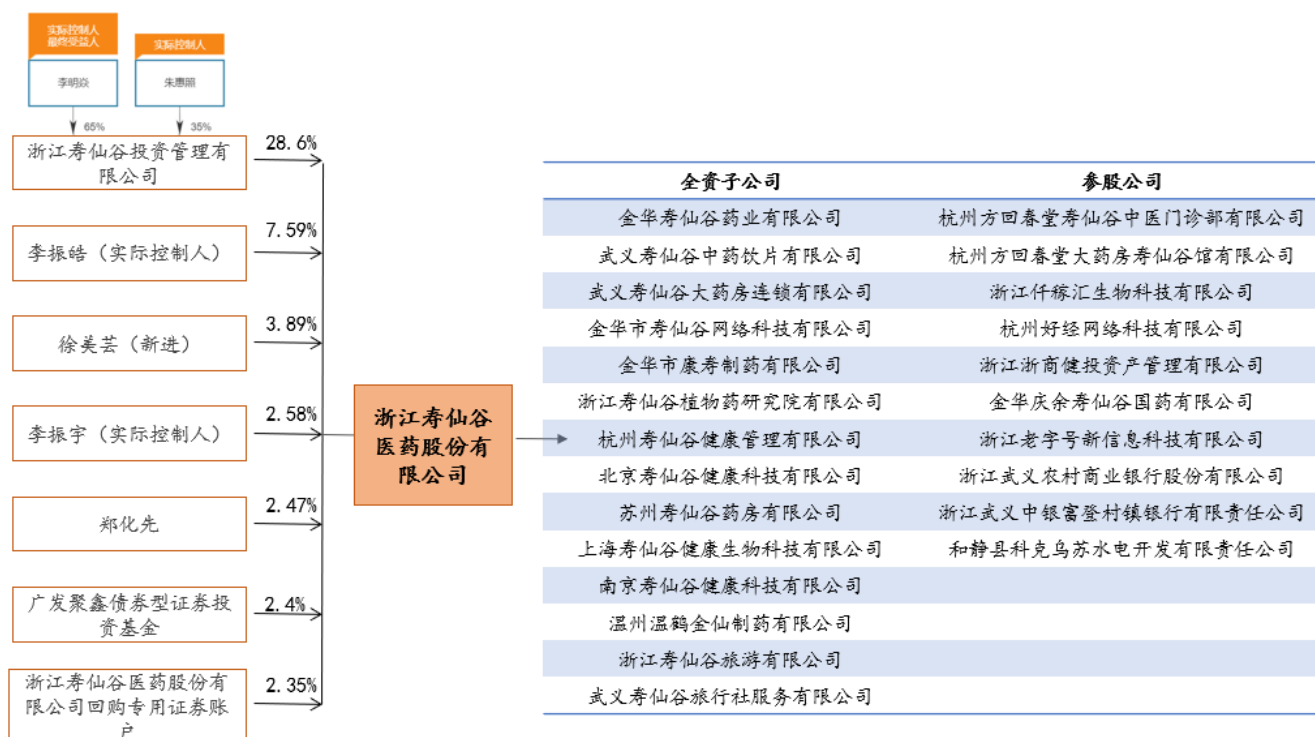 实际控制人
最终受益人
实际控制人
李明焱
朱惠照
65%
35%
浙江寿仙谷投资管理有
限公司
28.6%
李振皓（实际控制人）
7.59%
徐美芸（新进）
3.89%
李振宇（实际控制人）
2.58%
郑化先
2.47%
广发聚鑫债券型证券投
资基金
2.4%
浙江寿仙谷医药股份有
限公司回购专用证券账
户
2.35%
浙江寿仙谷
医药股份有
限公司
全资子公司 参股公司
金华寿仙谷药业有限公司 杭州方回春堂寿仙谷中医门诊部有限公司
武义寿仙谷中药饮片有限公司 杭州方回春堂大药房寿仙谷馆有限公司
武义寿仙谷大药房连锁有限公司 浙江仟稼汇生物科技有限公司
金华市寿仙谷网络科技有限公司 杭州好经网络科技有限公司
金华市康寿制药有限公司 浙江浙商健投资产管理有限公司
浙江寿仙谷植物药研究院有限公司 金华庆余寿仙谷国药有限公司
杭州寿仙谷健康管理有限公司 浙江老字号新信息科技有限公司
北京寿仙谷健康科技有限公司 浙江武义农村商业银行股份有限公司
苏州寿仙谷药房有限公司 浙江武义中银富登村镇银行有限责任公司
上海寿仙谷健康生物科技有限公司 和静县科克乌苏水电开发有限责任公司
南京寿仙谷健康科技有限公司
温州温鹤金仙制药有限公司
浙江寿仙谷旅游有限公司
武义寿仙谷旅行社服务有限公司